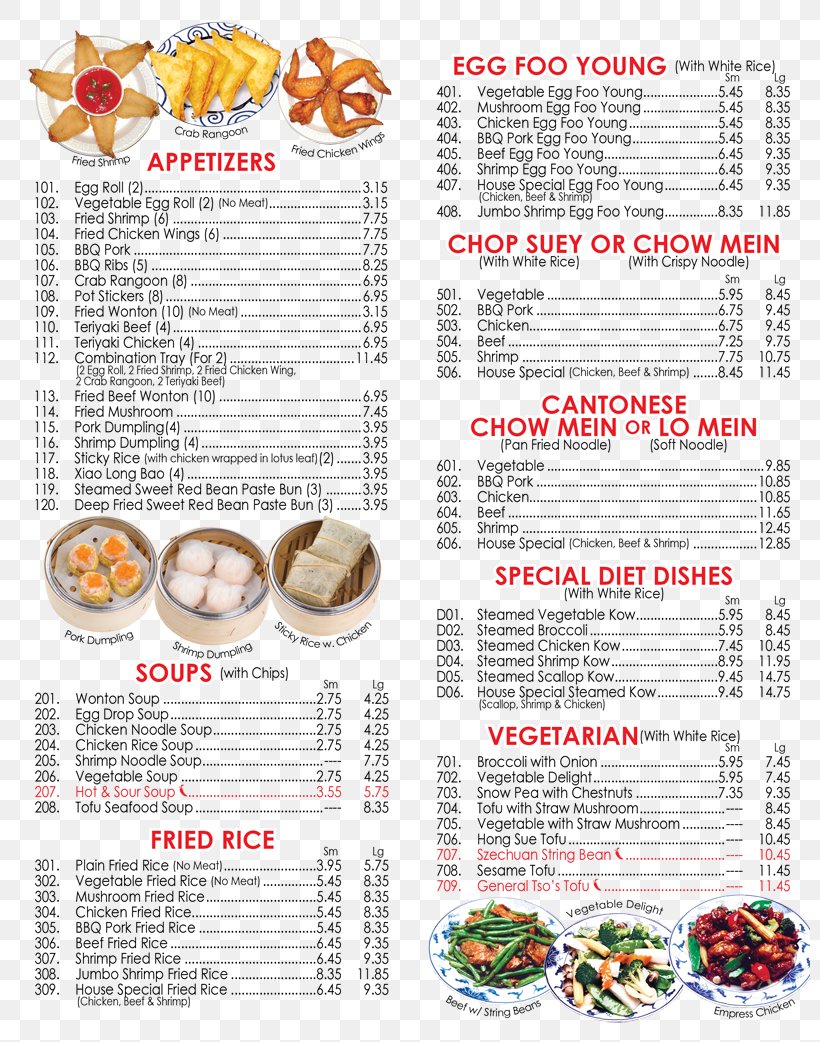 Fried Shrimp
Crab Rangoon
Fried Chicken Wings
APPETIZERS
101. Egg Roll (2) 3.15
102. Vegetable Egg Roll (2) (No Meat) 3.15
103. Fried Shrimp (6) 7.75
104. Fried Chicken Wings (6) 7.75
105. BBQ Pork 7.75
106. BBQ Ribs (5) 8.25
107. Crab Rangoon (8) 6.95
108. Pot Stickers (8) 6.95
109. Fried Wonton (10) (No Meat) 3.15
110. Teriyaki Beef (4) 6.95
111. Teriyaki Chicken (4) 6.95
112. Combination Tray (For 2) 11.45
(2 Egg Roll, 2 Fried Shrimp, 2 Fried Chicken Wing,
2 Crab Rangoon, 2 Teriyaki Beef)
113. Fried Beef Wonton (10) 6.95
114. Fried Mushroom 7.45
115. Pork Dumpling(4) 3.95
116. Shrimp Dumpling (4) 3.95
117. Sticky Rice (with chicken wrapped in lotus leaf)(2) 3.95
118. Xiao Long Bao (4) 3.95
119. Steamed Sweet Red Bean Paste Bun (3) 3.95
120. Deep Fried Sweet Red Bean Paste Bun (3) 3.95
Pork Dumpling
Shrimp Dumpling
Sticky Rice w. Chicken
SOUPS (with Chips)
Sm Lg
201. Wonton Soup 2.75 4.25
202. Egg Drop Soup 2.75 4.25
203. Chicken Noodle Soup 2.75 4.25
204. Chicken Rice Soup 2.75 4.25
205. Shrimp Noodle Soup ---- 7.75
206. Vegetable Soup 2.75 4.25
207. Hot & Sour Soup 3.55 5.75
208. Tofu Seafood Soup ---- 8.35
FRIED RICE
Sm Lg
301. Plain Fried Rice (No Meat) 3.95 5.75
302. Vegetable Fried Rice (No Meat) 5.45 8.35
303. Mushroom Fried Rice 5.45 8.35
304. Chicken Fried Rice 5.45 8.35
305. BBQ Pork Fried Rice 5.45 8.35
306. Beef Fried Rice 6.45 9.35
307. Shrimp Fried Rice 6.45 9.35
308. Jumbo Shrimp Fried Rice 8.35 11.85
309. House Special Fried Rice 6.45 9.35
(Chicken, Beef & Shrimp)
EGG FOO YOUNG (With White Rice)
Sm Lg
401. Vegetable Egg Foo Young 5.45 8.35
402. Mushroom Egg Foo Young 5.45 8.35
403. Chicken Egg Foo Young 5.45 8.35
404. BBQ Pork Egg Foo Young 5.45 8.35
405. Beef Egg Foo Young 6.45 9.35
406. Shrimp Egg Foo Young 6.45 9.35
407. House Special Egg Foo Young 6.45 9.35
(Chicken, Beef & Shrimp)
408. Jumbo Shrimp Egg Foo Young 8.35 11.85
CHOP SUEY OR CHOW MEIN
(With White Rice) (With Crispy Noodle)
Sm Lg
501. Vegetable 5.95 8.45
502. BBQ Pork 6.75 9.45
503. Chicken 6.75 9.45
504. Beef 7.25 9.75
505. Shrimp 7.75 10.75
506. House Special (Chicken, Beef & Shrimp) 8.45 11.45
CANTONESE
CHOW MEIN OR LO MEIN
(Pan Fried Noodle) (Soft Noodle)
601. Vegetable 9.85
602. BBQ Pork 10.85
603. Chicken 10.85
604. Beef 11.65
605. Shrimp 12.45
606. House Special (Chicken, Beef & Shrimp) 12.85
SPECIAL DIET DISHES
(With White Rice)
Sm Lg
D01. Steamed Vegetable Kow 5.95 8.45
D02. Steamed Broccoli 5.95 8.45
D03. Steamed Chicken Kow 7.45 10.45
D04. Steamed Shrimp Kow 8.95 11.95
D05. Steamed Scallop Kow 9.45 14.75
D06. House Special Steamed Kow 9.45 14.75
(Scallop, Shrimp & Chicken)
VEGETARIAN (With White Rice)
Sm Lg
701. Broccoli with Onion 5.95 7.45
702. Vegetable Delight 5.95 7.45
703. Snow Pea with Chestnuts 7.35 9.35
704. Tofu with Straw Mushroom ---- 8.45
705. Vegetable with Straw Mushroom ---- 8.45
706. Hong Sue Tofu ---- 10.45
707. Szechuan String Bean ---- 10.45
708. Sesame Tofu ---- 11.45
709. General Tso's Tofu ---- 11.45
Beef w/ String Beans
Vegetable Delight
Empress Chicken